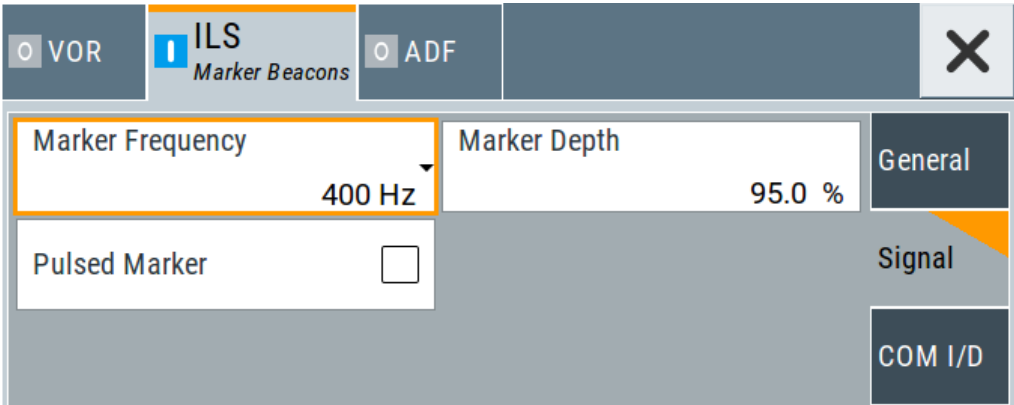 VOR
ILS
Marker Beacons
ADF
Marker Frequency
400 Hz
Marker Depth
95.0 %
Pulsed Marker
General
Signal
COM I/D